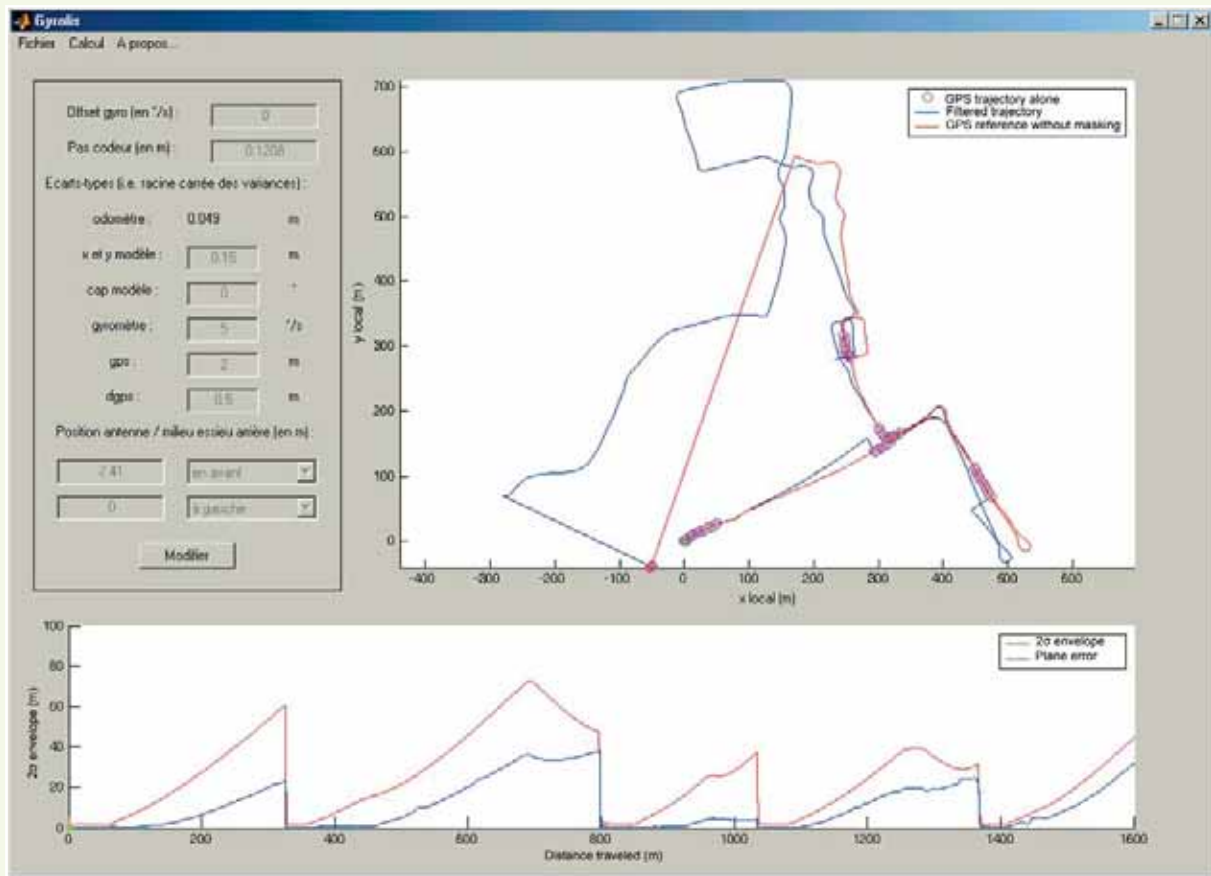 Gyrolis
Fichier Calcul A propos...
Offset gyro (en °/s) : 0
Pas codeur (en m) : 0.1208
Ecarts-types (i.e. racine carrée des variances) :
odomètre : 0.049 m
x et y modèle : 0.15 m
cap modèle : 0 °
gyromètre : 5 °/s
gps : 2 m
dgps : 0.5 m
Position antenne / milieu essieu arrière (en m)
2.41 en avant
0 à gauche
Modifier
GPS trajectory alone
Filtered trajectory
GPS reference without masking
700
600
500
400
300
200
100
0
y local (m)
-400 -300 -200 -100 0 100 200 300 400 500 600
x local (m)
2σ envelope
Plane error
100
80
60
40
20
0
2σ envelope (m)
0 200 400 600 800 1000 1200 1400 1600
Distance traveled (m)